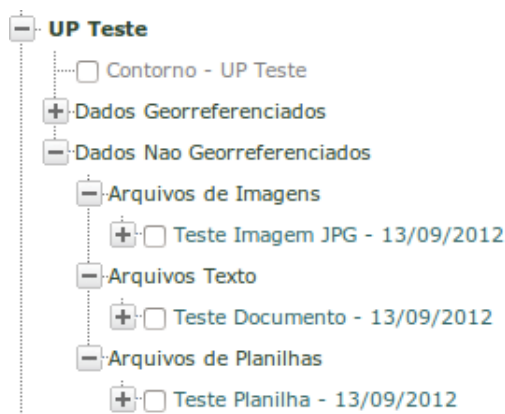 UP Teste
Contorno - UP Teste
Dados Georreferenciados
Dados Nao Georreferenciados
Arquivos de Imagens
Teste Imagem JPG - 13/09/2012
Arquivos Texto
Teste Documento - 13/09/2012
Arquivos de Planilhas
Teste Planilha - 13/09/2012